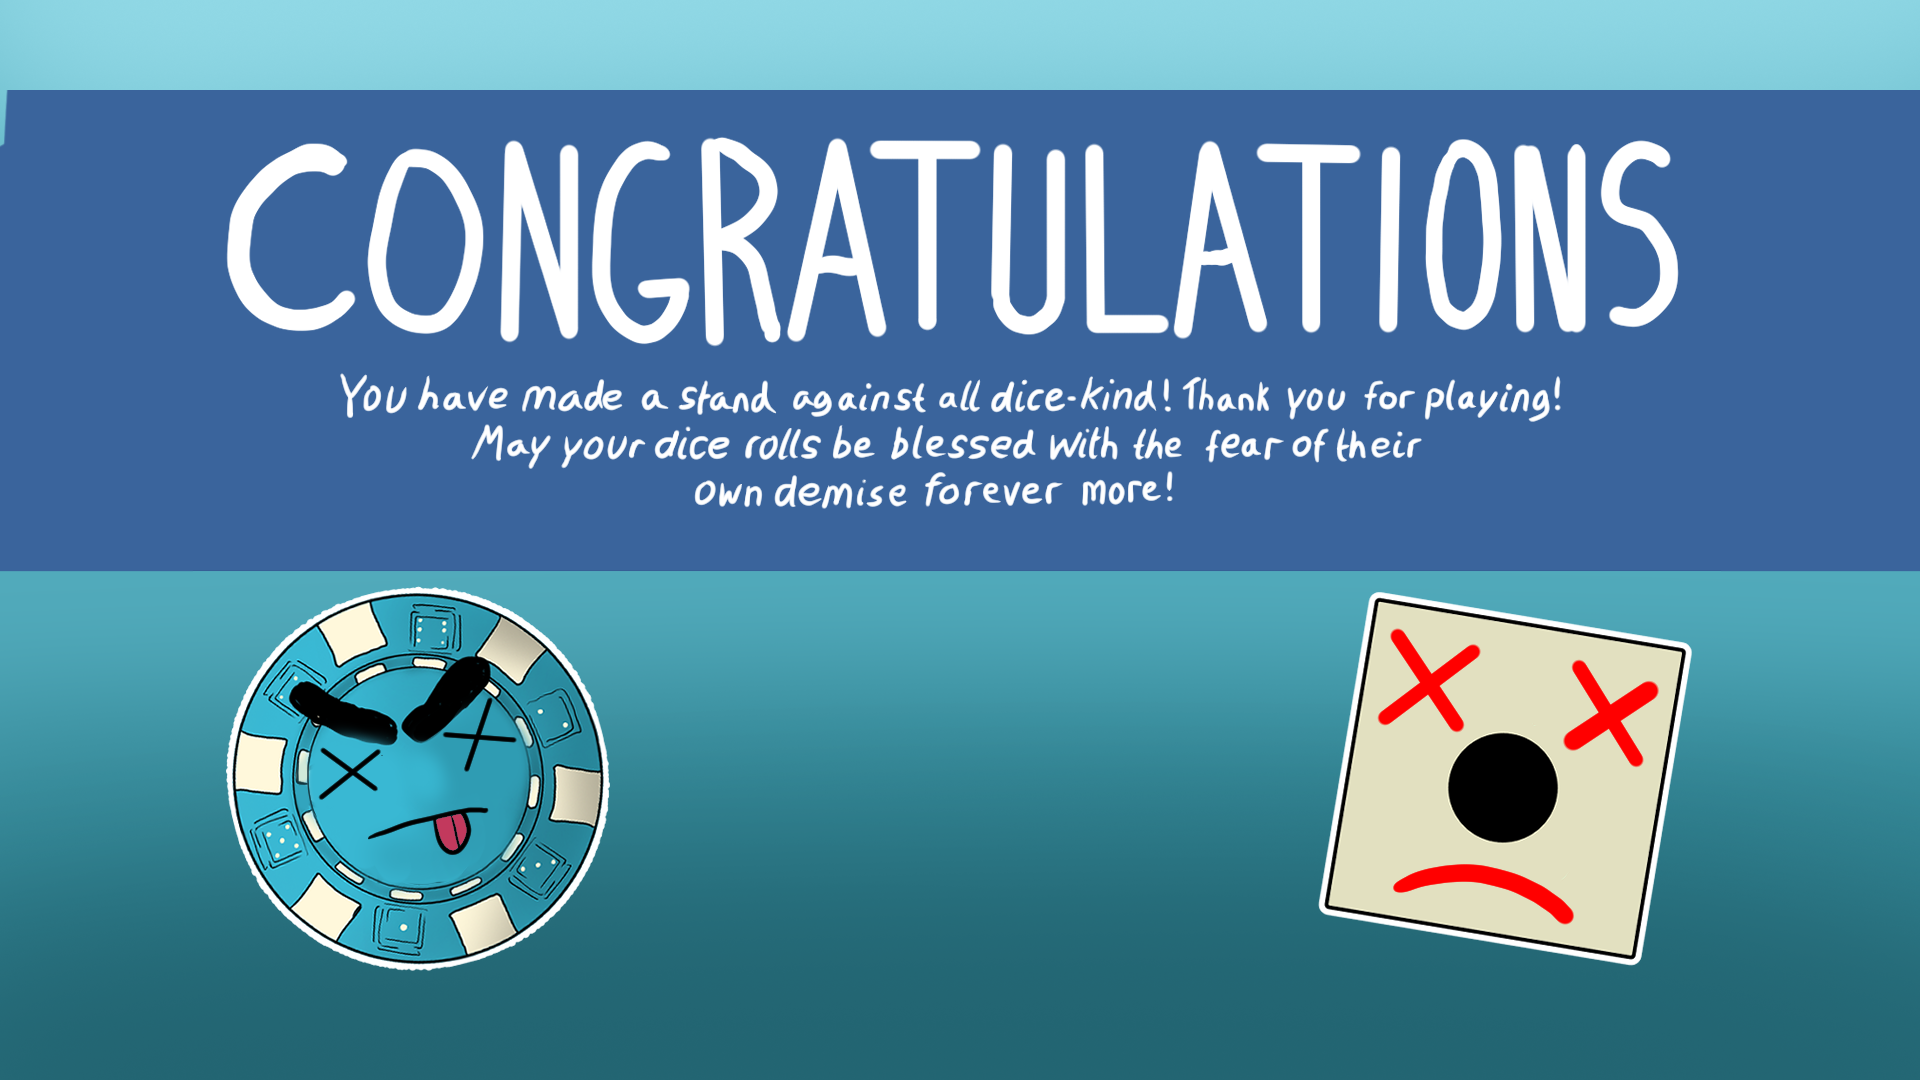 CONGRATULATIONS
You have made a stand against all dice-kind! Thank you for playing!
May your dice rolls be blessed with the fear of their
own demise forever more!